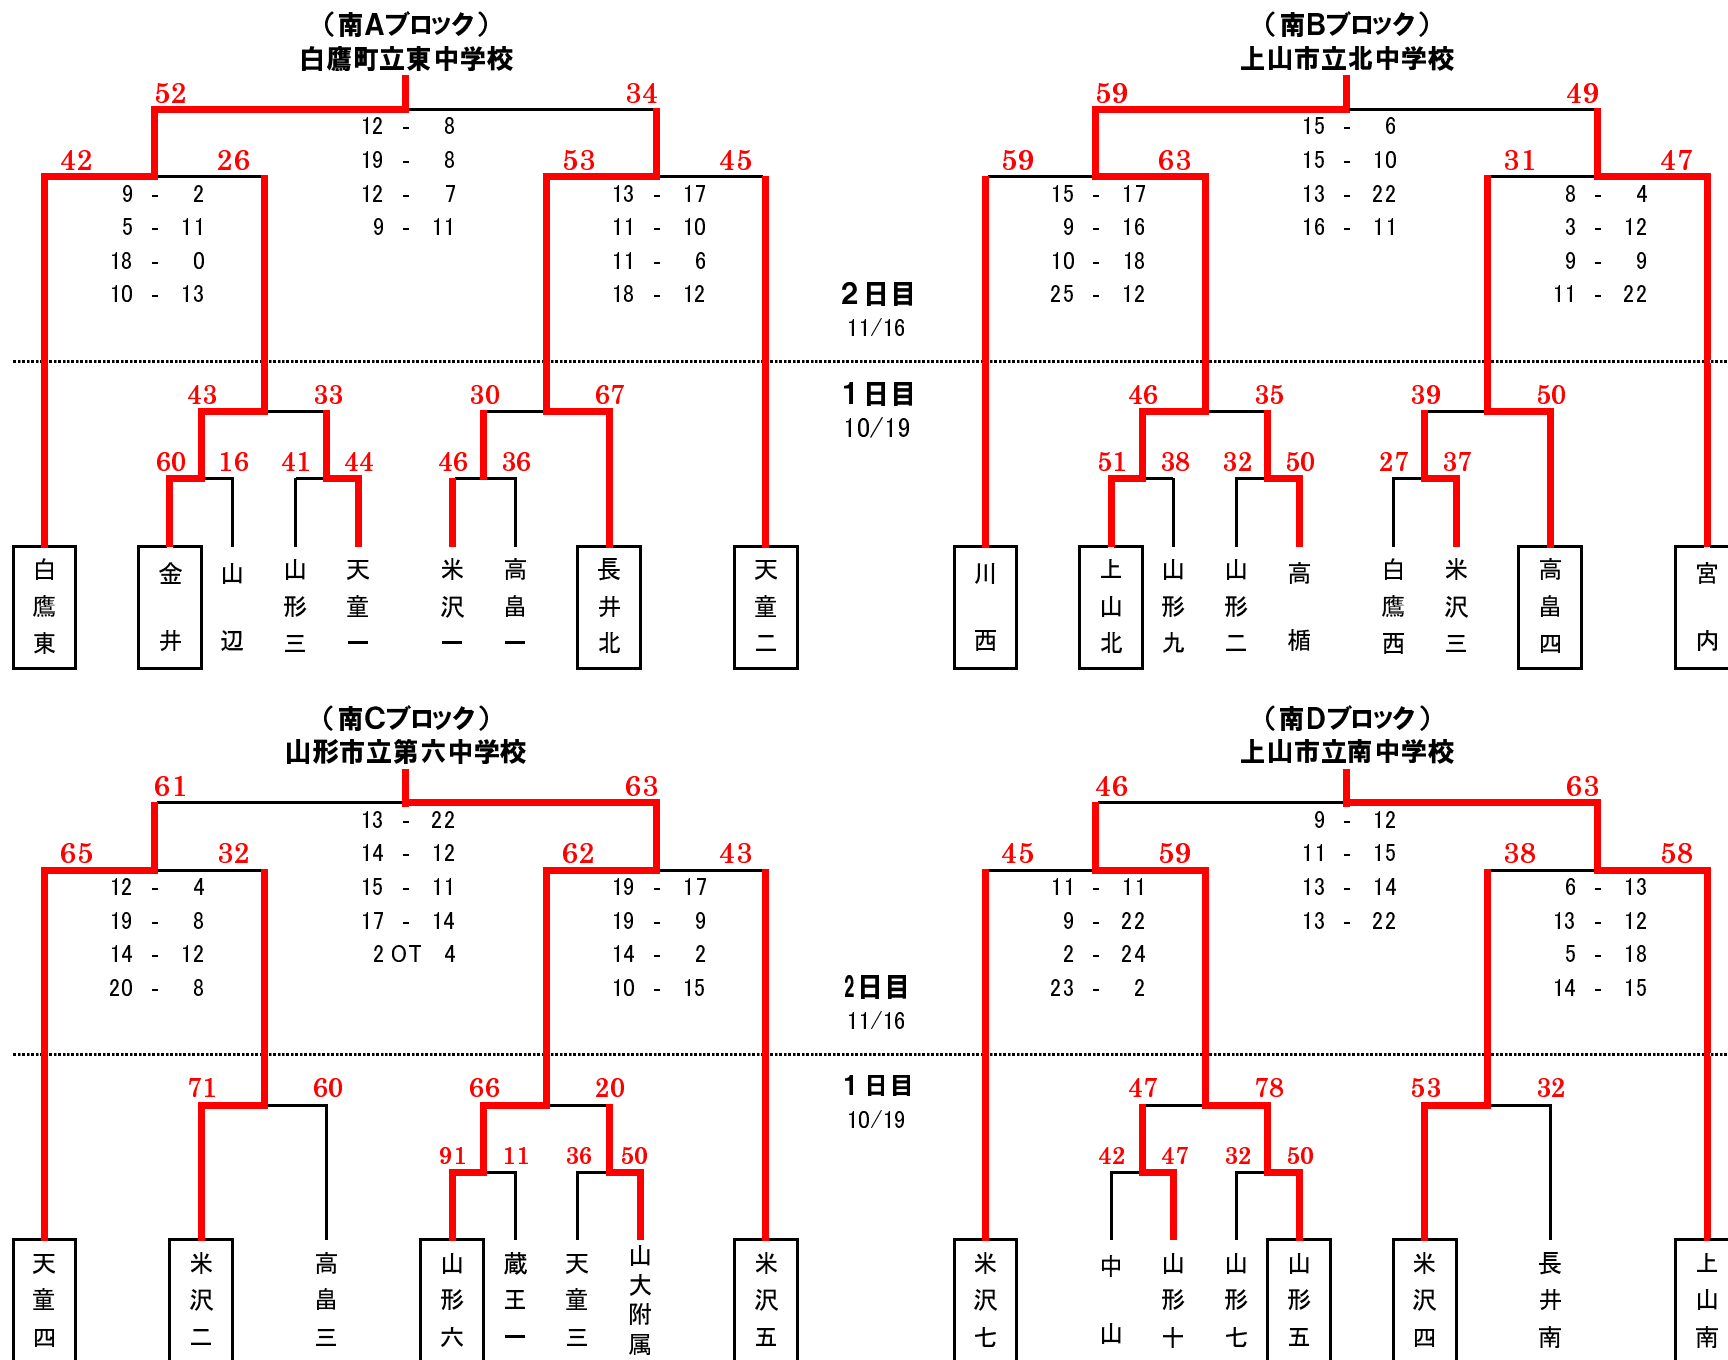 （南Aブロック）
白鷹町立東中学校
52 34
12 - 8
19 - 8
12 - 7
9 - 11
42 26
9 - 2
5 - 11
18 - 0
10 - 13
53 45
13 - 17
11 - 10
11 - 6
18 - 12
43 33
30 67
60 16
41 44
46 36
白鷹東
金井
山辺
山形三
天童一
米沢一
高畠一
長井北
天童二
２日目
11/16
１日目
10/19
（南Bブロック）
上山市立北中学校
59 49
15 - 6
15 - 10
13 - 22
16 - 11
59 63
15 - 17
9 - 16
10 - 18
25 - 12
31 47
8 - 4
3 - 12
9 - 9
11 - 22
46 35
39 50
51 38
32 50
27 37
川西
上山北
山形九
山形二
高楯
白鷹西
米沢三
高畠四
宮内
（南Cブロック）
山形市立第六中学校
61 63
13 - 22
14 - 12
15 - 11
17 - 14
2 OT 4
65 32
12 - 4
19 - 8
14 - 12
20 - 8
62 43
19 - 17
19 - 9
14 - 2
10 - 15
71 60
66 20
91 11
36 50
天童四
米沢二
高畠三
山形六
蔵王一
天童三
山大附属
米沢五
2日目
11/16
１日目
10/19
（南Dブロック）
上山市立南中学校
46 63
9 - 12
11 - 15
13 - 14
13 - 22
45 59
11 - 11
9 - 22
2 - 24
23 - 2
38 58
6 - 13
13 - 12
5 - 18
14 - 15
47 78
53 32
42 47
32 50
米沢七
中山
山形十
山形七
山形五
米沢四
長井南
上山南